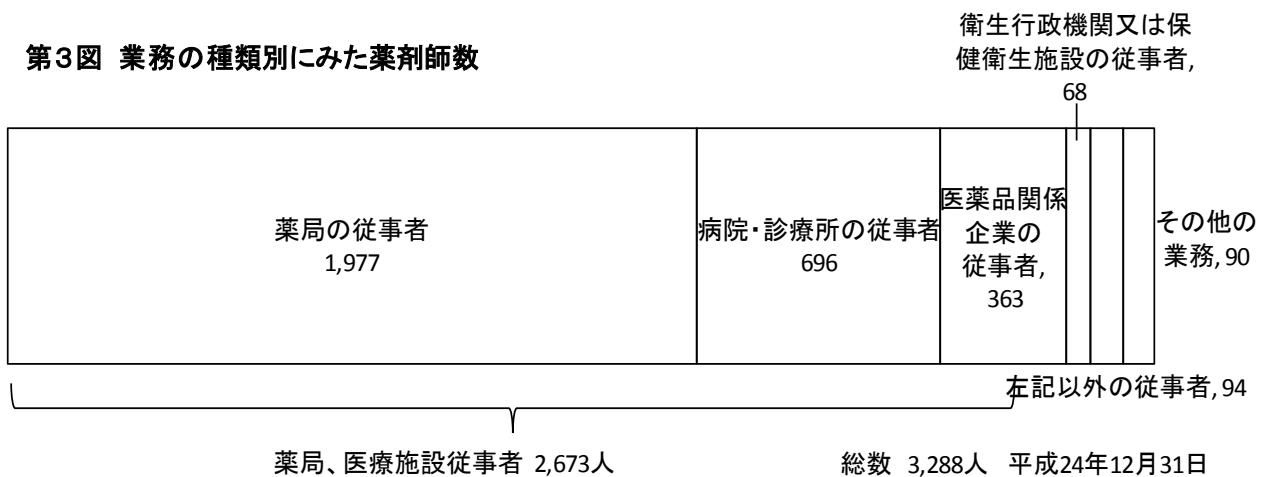 第3図 業務の種類別にみた薬剤師数
衛生行政機関又は保
健衛生施設の従事者,
68
薬局の従事者
1,977
病院・診療所の従事者
696
医薬品関係
企業の
従事者,
363
その他の
業務, 90
左記以外の従事者, 94
薬局、医療施設従事者 2,673人
総数 3,288人 平成24年12月31日